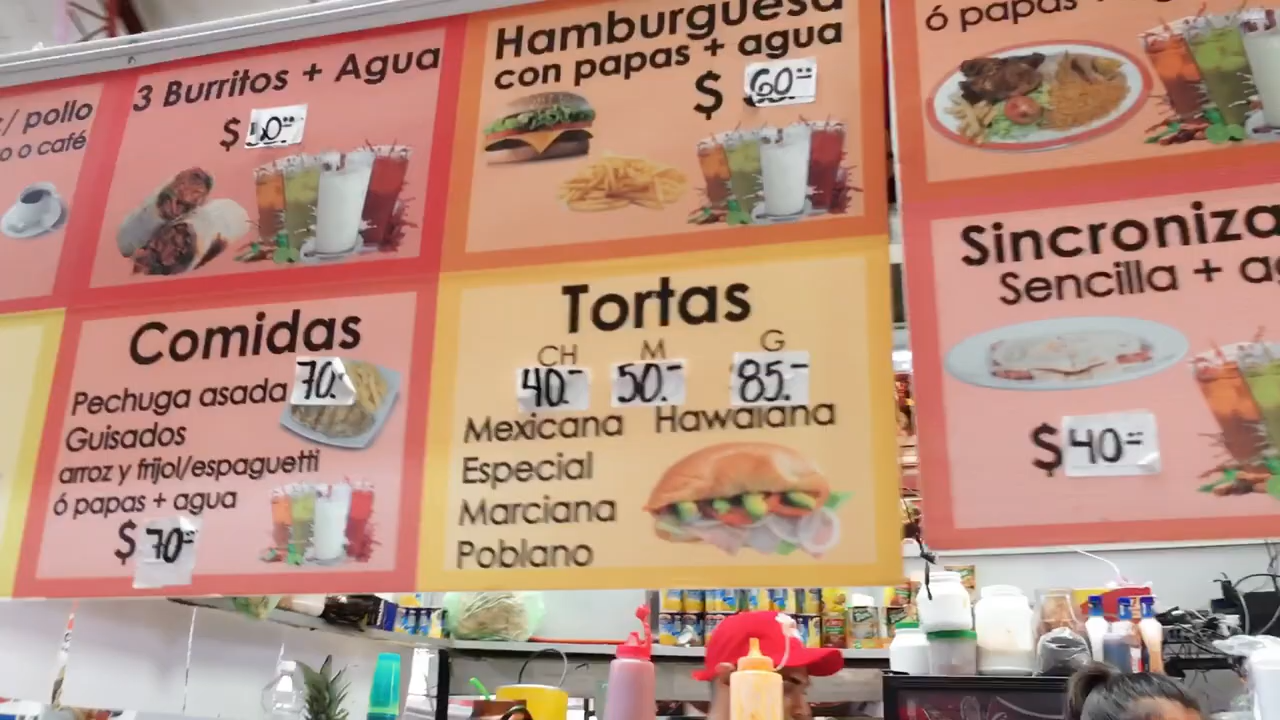 / pollo
o o café
3 Burritos + Agua
$
Hamburguesa
con papas + agua
$ 60.=
ó papas
Comidas
Pechuga asada 70.-
Guisados
arroz y frijol/espaguetti
ó papas + agua
$ 70=
Tortas
CH M G
40.- 50.- 85.-
Mexicana Hawaiana
Especial
Marciana
Poblano
Sincroniza
Sencilla + ag
$ 40=